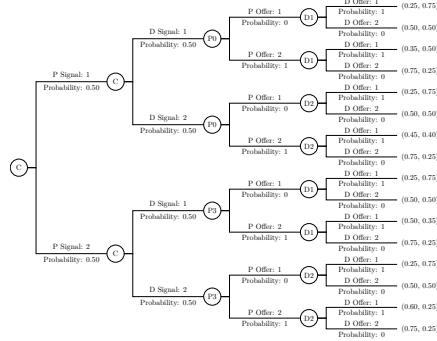 D Offer: 1 (0.25, 0.75)
P Offer: 1 D1 Probability: 1
Probability: 0 D Offer: 2 (0.50, 0.50)
Probability: 0
D Signal: 1 P0
Probability: 0.50
D Offer: 1 (0.35, 0.50)
P Offer: 2 D1 Probability: 1
Probability: 1 D Offer: 2 (0.75, 0.25)
Probability: 0
P Signal: 1 C
Probability: 0.50
D Offer: 1 (0.25, 0.75)
P Offer: 1 D2 Probability: 1
Probability: 0 D Offer: 2 (0.50, 0.50)
Probability: 0
D Signal: 2 P0
Probability: 0.50
D Offer: 1 (0.45, 0.40)
P Offer: 2 D2 Probability: 1
Probability: 1 D Offer: 2 (0.75, 0.25)
Probability: 0
C
D Offer: 1 (0.25, 0.75)
P Offer: 1 D1 Probability: 1
Probability: 0 D Offer: 2 (0.50, 0.50)
Probability: 0
D Signal: 1 P3
Probability: 0.50
D Offer: 1 (0.50, 0.35)
P Offer: 2 D1 Probability: 1
Probability: 1 D Offer: 2 (0.75, 0.25)
Probability: 0
P Signal: 2 C
Probability: 0.50
D Offer: 1 (0.25, 0.75)
P Offer: 1 D2 Probability: 1
Probability: 0 D Offer: 2 (0.50, 0.50)
Probability: 0
D Signal: 2 P3
Probability: 0.50
D Offer: 1 (0.60, 0.25)
P Offer: 2 D2 Probability: 1
Probability: 1 D Offer: 2 (0.75, 0.25)
Probability: 0